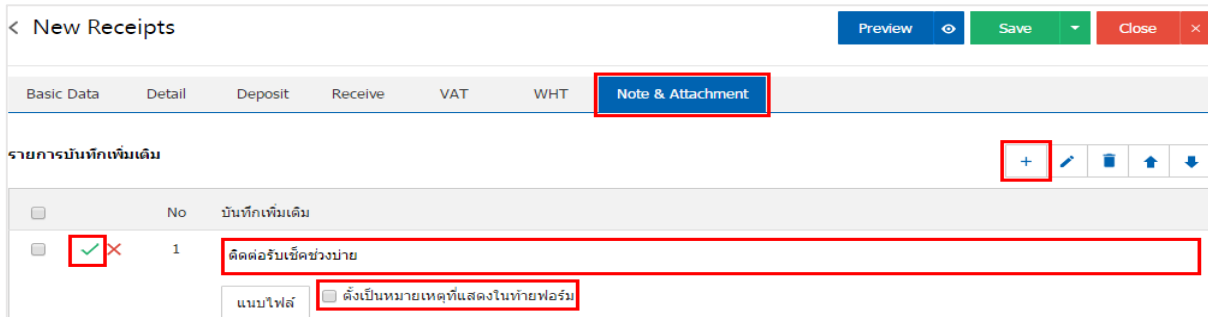 New Receipts
Preview Save Close
Basic Data Detail Deposit Receive VAT WHT Note & Attachment
รายการบันทึกเพิ่มเติม
No บันทึกเพิ่มเติม
1 ติดต่อรับเช็คช่วงบ่าย
แนบไฟล์ ตั้งเป็นหมายเหตุที่แสดงในท้ายฟอร์ม